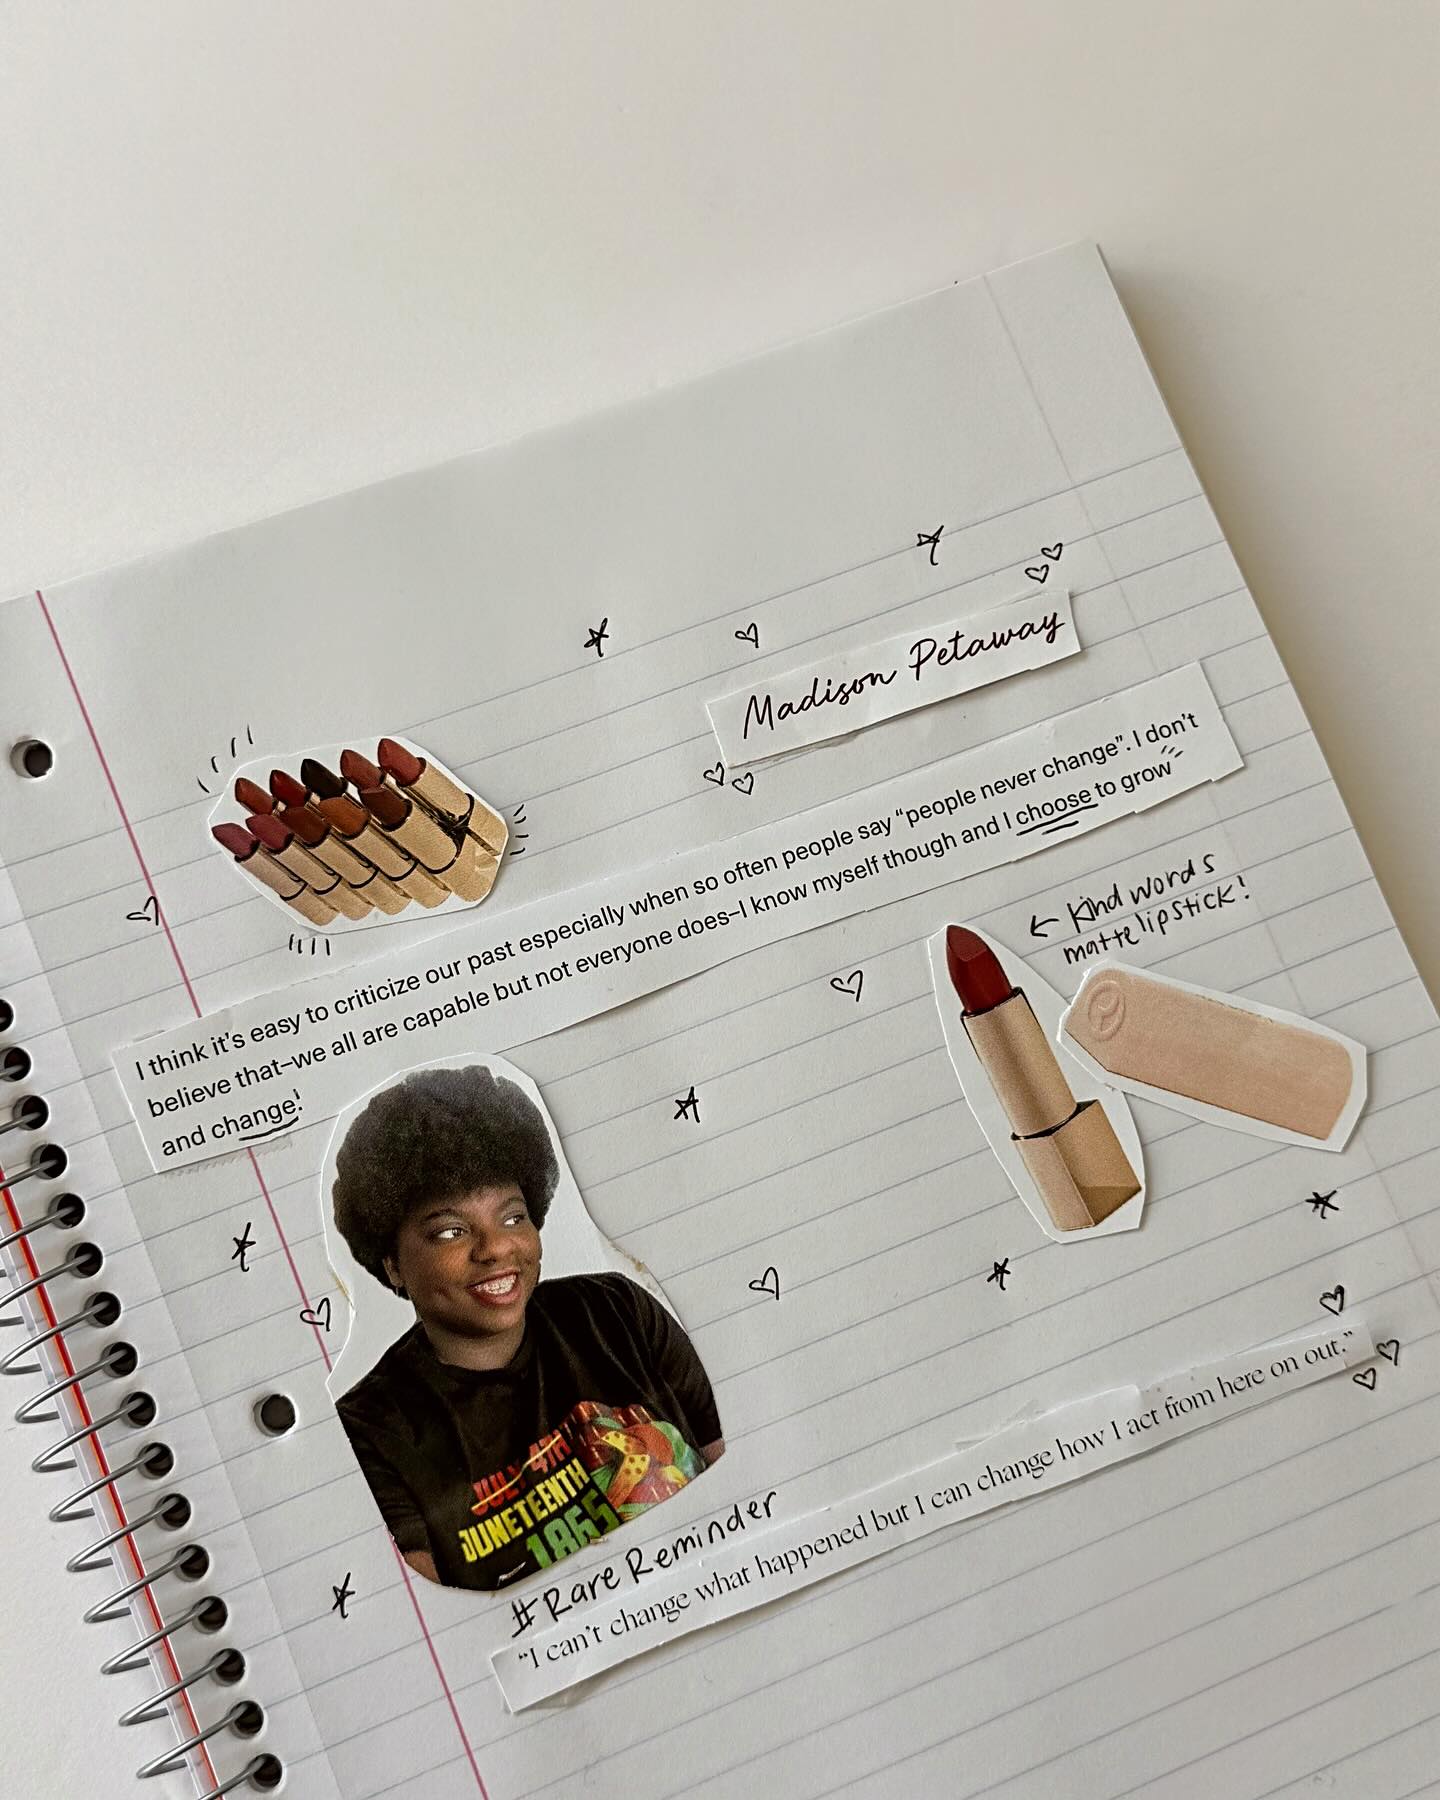 Madison Petaway
I think it's easy to criticize our past especially when so often people say “people never change”. I don't
believe that–we all are capable but not everyone does–I know myself though and I choose to grow
and change!
← Kind words
matte lipstick!
JULY 4TH
JUNETEENTH
1865
#Rare Reminder
“I can't change what happened but I can change how I act from here on out.”